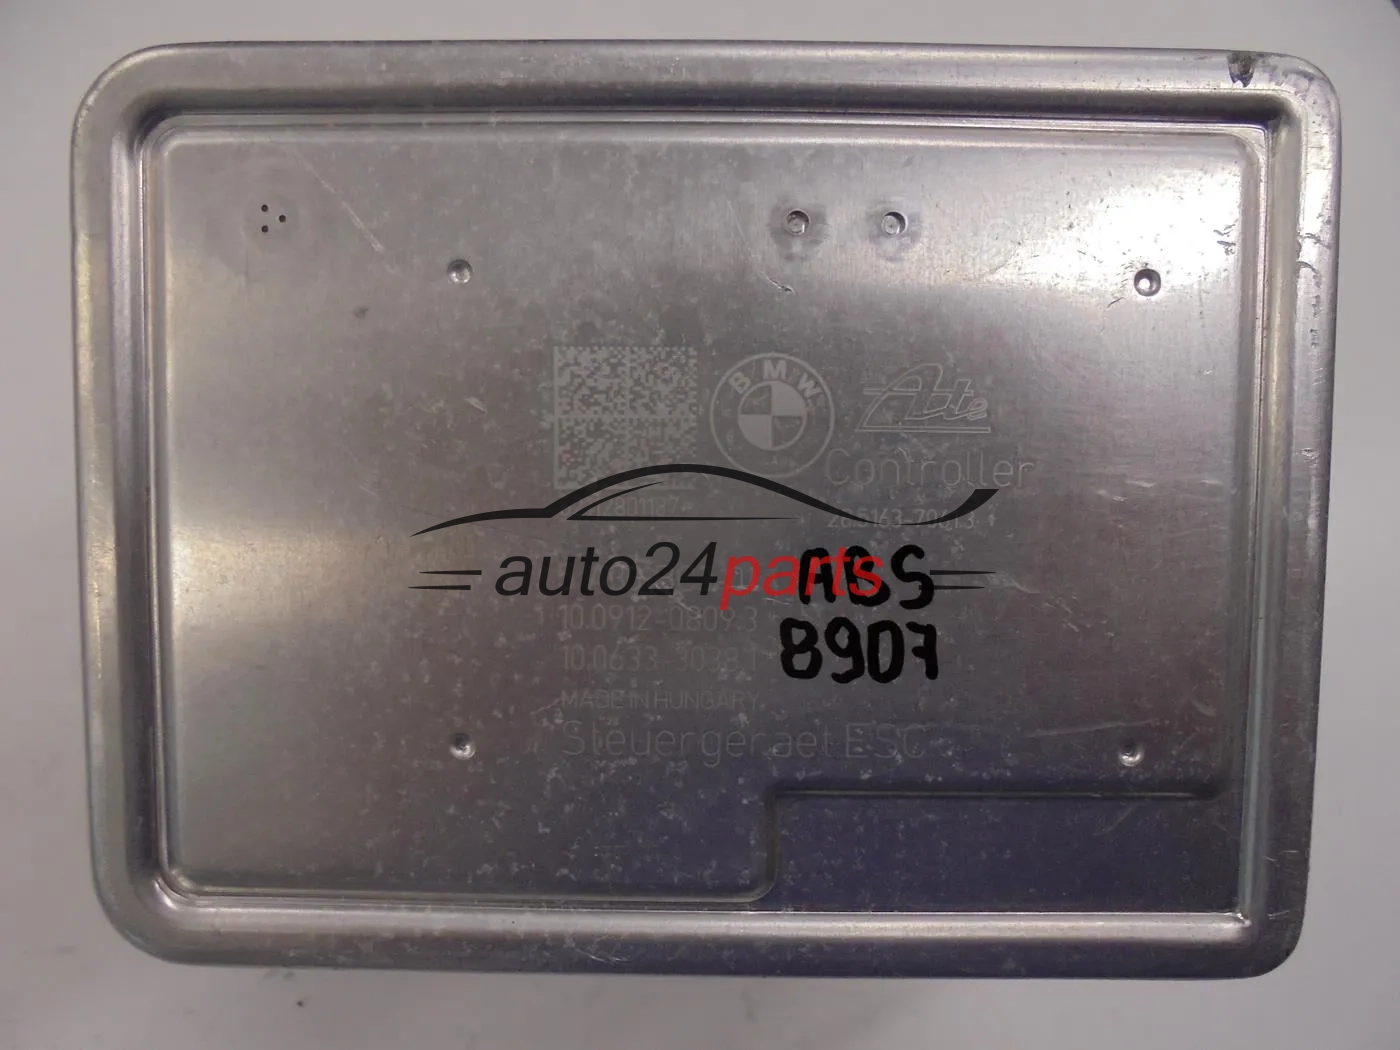 BMW
Ate
Controller
28.5163-7061.3
auto24parts
ABS
10.0912-0809.3
8907
10.0633-3038.1
MADE IN HUNGARY
Steuergeraet ESC